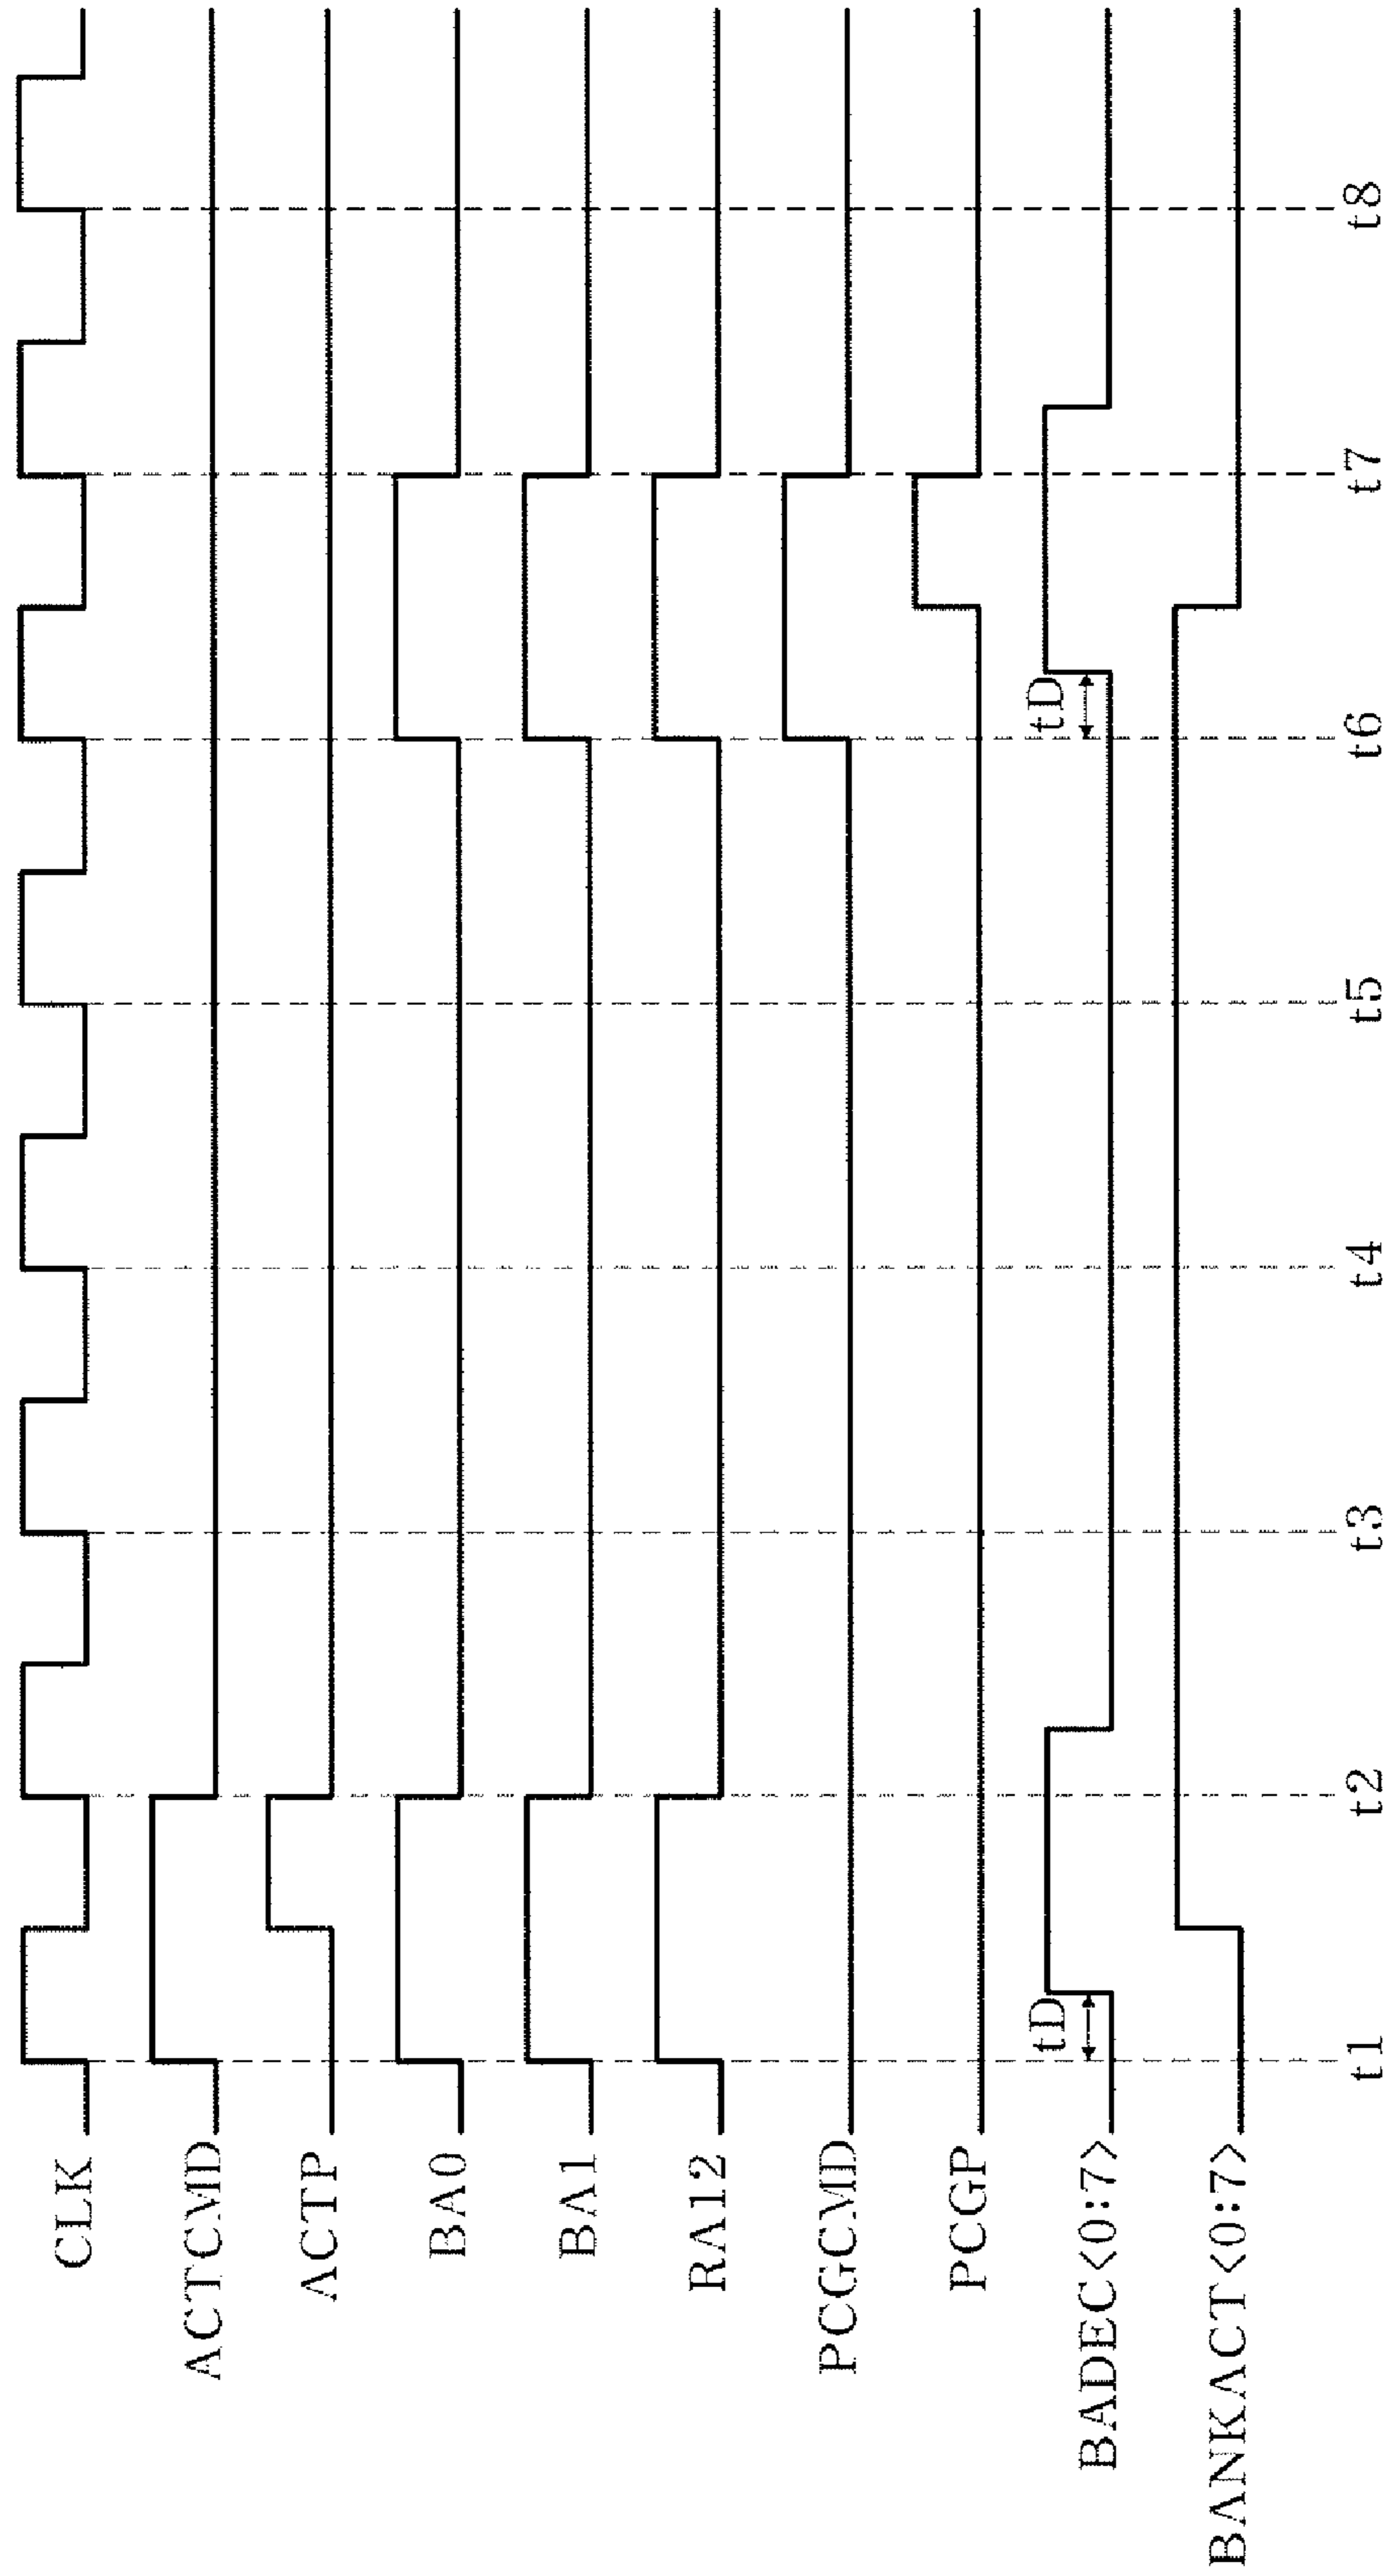 CLK
ACTCMD
ACTP
BA0
BA1
RA12
PCGCMD
PCGP
BADEC<0:7>
tD
tD
BANKACT<0:7>
t1
t2
t3
t4
t5
t6
t7
t8